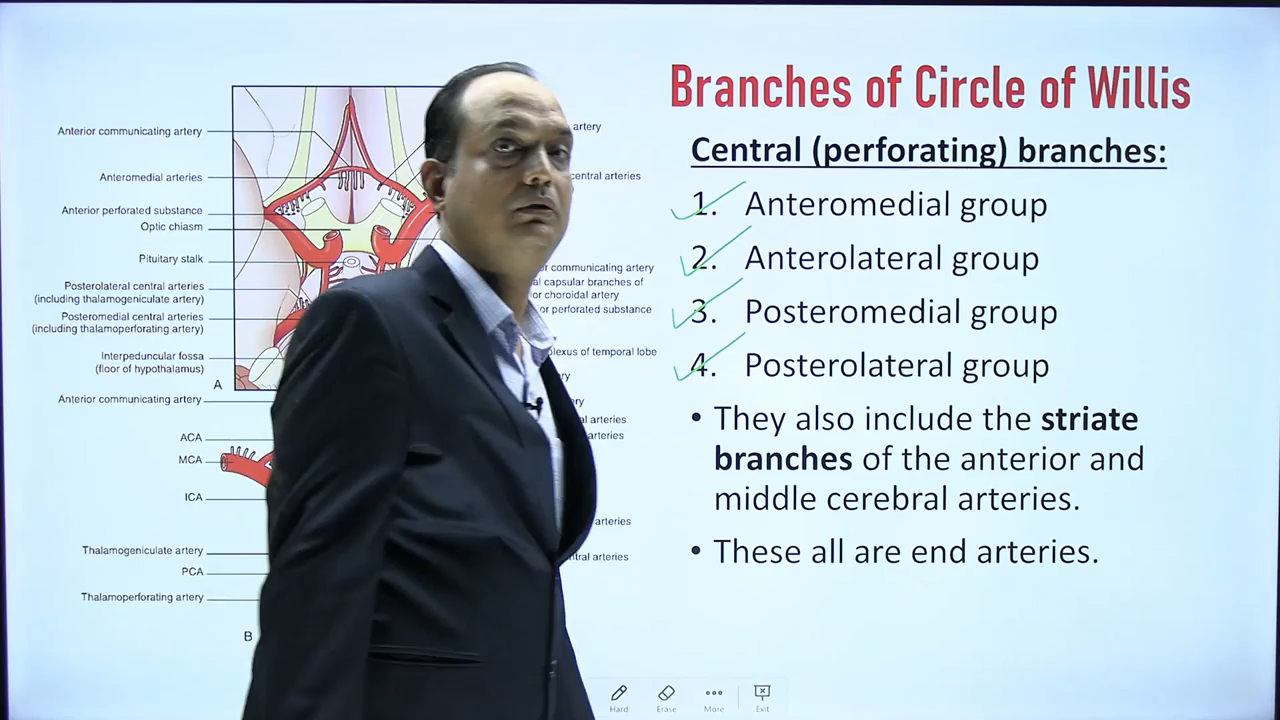 Branches of Circle of Willis
Central (perforating) branches:
1. Anteromedial group
2. Anterolateral group
3. Posteromedial group
4. Posterolateral group
• They also include the striate
branches of the anterior and
middle cerebral arteries.
• These all are end arteries.
Anterior communicating artery
Anteromedial arteries
Anterior perforated substance
Optic chiasm
Pituitary stalk
Posterolateral central arteries
(including thalamogeniculate artery)
Posteromedial central arteries
(including thalamoperforating artery)
Interpeduncular fossa
(floor of hypothalamus)
A
Anterior communicating artery
ACA
MCA
ICA
Thalamogeniculate artery
PCA
Thalamoperforating artery
B
artery
central arteries
communicating artery
capsular branches of
choroidal artery
perforated substance
of temporal lobe
arteries
arteries
arteries
arteries
Hard
Erase
More
Exit